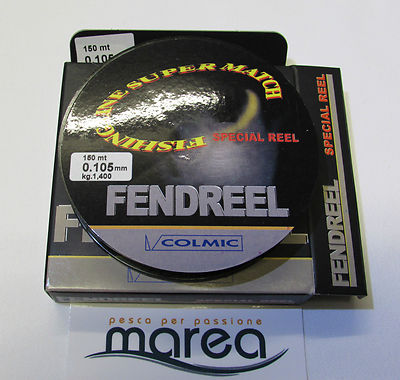 150 mt
0.105mm
FISHING LINE SUPER MATCH
SPECIAL REEL
150 mt
0.105mm
kg.1,400
FENDREEL
COLMIC
FENDREEL
SPECIAL REEL
pesca per passione
marea